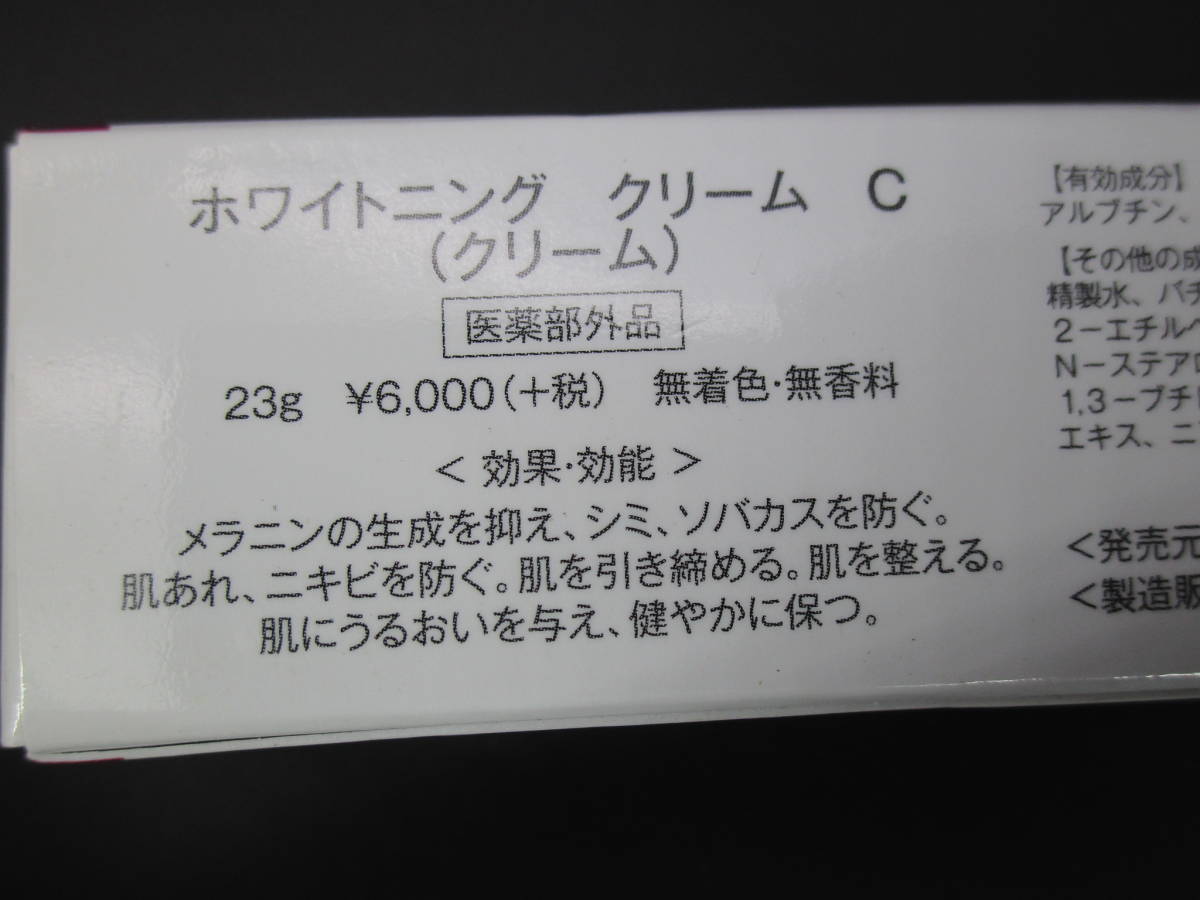 ホワイトニング　クリーム　C
(クリーム)
医薬部外品
23g　¥6,000(+税)　無着色・無香料
＜効果・効能＞
メラニンの生成を抑え、シミ、ソバカスを防ぐ。
肌あれ、ニキビを防ぐ。肌を引き締める。肌を整える。
肌にうるおいを与え、健やかに保つ。
【有効成分】
アルブチン、
【その他の成
精製水、パ
2-エチル
N-ステアロ
1,3-ブチ
エキス、ニ
＜発売元
＜製造販